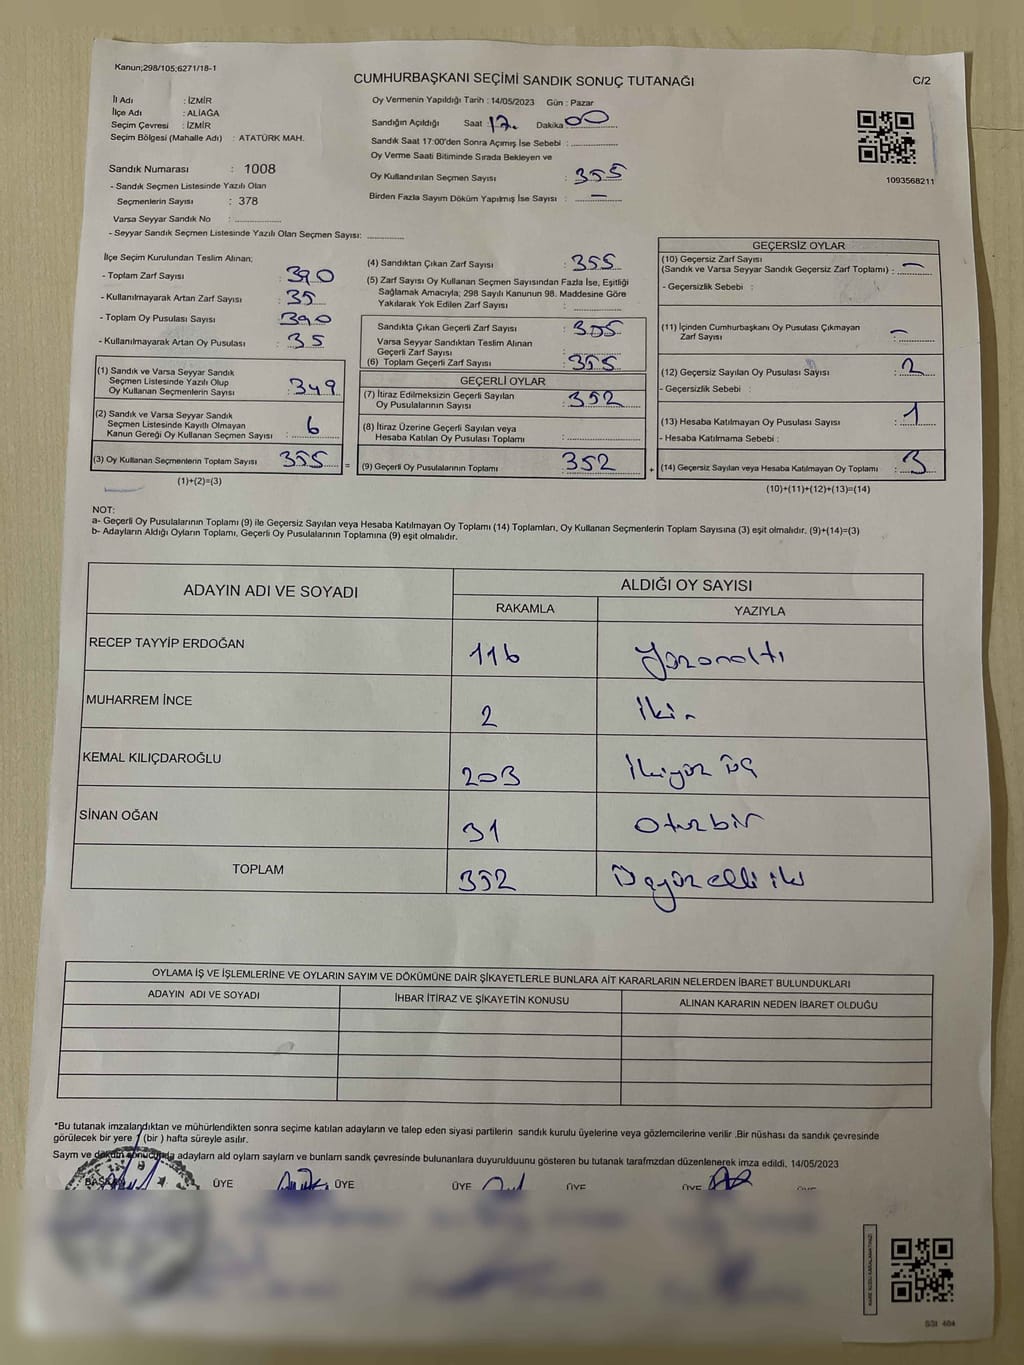 Kanun;298/105;6271/18-1
CUMHURBAŞKANI SEÇİMİ SANDIK SONUÇ TUTANAĞI
C/2
İl Adı : İZMİR
İlçe Adı : ALİAĞA
Seçim Çevresi : İZMİR
Seçim Bölgesi (Mahalle Adı) : ATATÜRK MAH.
Sandık Numarası : 1008
- Sandık Seçmen Listesinde Yazılı Olan
Seçmenlerin Sayısı : 378
Varsa Seyyar Sandık No :
- Seyyar Sandık Seçmen Listesinde Yazılı Olan Seçmen Sayısı:
Oy Vermenin Yapıldığı Tarih : 14/05/2023 Gün : Pazar
Sandığın Açıldığı Saat : 17. Dakika 00
Sandık Saat 17:00'den Sonra Açımış İse Sebebi :
Oy Verme Saati Bitiminde Sırada Bekleyen ve
Oy Kullandırılan Seçmen Sayısı : 355
Birden Fazla Sayım Döküm Yapılmış İse Sayısı : —
1093568211
İlçe Seçim Kurulundan Teslim Alınan;
- Toplam Zarf Sayısı : 390
- Kullanılmayarak Artan Zarf Sayısı : 35
- Toplam Oy Pusulası Sayısı : 390
- Kullanılmayarak Artan Oy Pusulası : 35
(1) Sandık ve Varsa Seyyar Sandık
Seçmen Listesinde Yazılı Olup
Oy Kullanan Seçmenlerin Sayısı : 349
(2) Sandık ve Varsa Seyyar Sandık
Seçmen Listesinde Kayıtlı Olmayan
Kanun Gereği Oy Kullanan Seçmen Sayısı : 6
(3) Oy Kullanan Seçmenlerin Toplam Sayısı : 355 =
(1)+(2)=(3)
(4) Sandıktan Çıkan Zarf Sayısı : 355
(5) Zarf Sayısı Oy Kullanan Seçmen Sayısından Fazla İse, Eşitliği
Sağlamak Amacıyla; 298 Sayılı Kanunun 98. Maddesine Göre
Yakılarak Yok Edilen Zarf Sayısı :
Sandıkta Çıkan Geçerli Zarf Sayısı : 355
Varsa Seyyar Sandıktan Teslim Alınan
Geçerli Zarf Sayısı :
(6) Toplam Geçerli Zarf Sayısı : 355
GEÇERLİ OYLAR
(7) İtiraz Edilmeksizin Geçerli Sayılan
Oy Pusulalarının Sayısı : 352
(8) İtiraz Üzerine Geçerli Sayılan veya
Hesaba Katılan Oy Pusulası Toplamı :
(9) Geçerli Oy Pusulalarının Toplamı : 352 +
GEÇERSİZ OYLAR
(10) Geçersiz Zarf Sayısı
(Sandık ve Varsa Seyyar Sandık Geçersiz Zarf Toplamı) : —
- Geçersizlik Sebebi :
(11) İçinden Cumhurbaşkanı Oy Pusulası Çıkmayan
Zarf Sayısı : —
(12) Geçersiz Sayılan Oy Pusulası Sayısı : 2
- Geçersizlik Sebebi :
(13) Hesaba Katılmayan Oy Pusulası Sayısı : 1
- Hesaba Katılmama Sebebi :
(14) Geçersiz Sayılan veya Hesaba Katılmayan Oy Toplamı : 3
(10)+(11)+(12)+(13)=(14)
NOT:
a- Geçerli Oy Pusulalarının Toplamı (9) ile Geçersiz Sayılan veya Hesaba Katılmayan Oy Toplamı (14) Toplamları, Oy Kullanan Seçmenlerin Toplam Sayısına (3) eşit olmalıdır. (9)+(14)=(3)
b- Adayların Aldığı Oyların Toplamı, Geçerli Oy Pusulalarının Toplamına (9) eşit olmalıdır.
ADAYIN ADI VE SOYADI
ALDIĞI OY SAYISI
RAKAMLA YAZIYLA
RECEP TAYYİP ERDOĞAN 116 Yüzonaltı
MUHARREM İNCE 2 İki
KEMAL KILIÇDAROĞLU 203 İkiyüz üç
SİNAN OĞAN 31 Otuzbir
TOPLAM 352 Üçyüzelli iki
OYLAMA İŞ VE İŞLEMLERİNE VE OYLARIN SAYIM VE DÖKÜMÜNE DAİR ŞİKAYETLERLE BUNLARA AİT KARARLARIN NELERDEN İBARET BULUNDUKLARI
ADAYIN ADI VE SOYADI İHBAR İTİRAZ VE ŞİKAYETİN KONUSU ALINAN KARARIN NEDEN İBARET OLDUĞU
*Bu tutanak imzalandıktan ve mühürlendikten sonra seçime katılan adayların ve talep eden siyasi partilerin sandık kurulu üyelerine veya gözlemcilerine verilir .Bir nüshası da sandık çevresinde
görülecek bir yere 1 (bir ) hafta süreyle asılır.
Saym ve döküm sonucunda adayların ald oylam saylarn ve bunlarn sandk çevresinde bulunanlara duyurulduunu gösteren bu tutanak tarafmzdan düzenlenerek imza edildi, 14/05/2023
BAŞKAN ÜYE ÜYE ÜYE ÜYE ÜYE